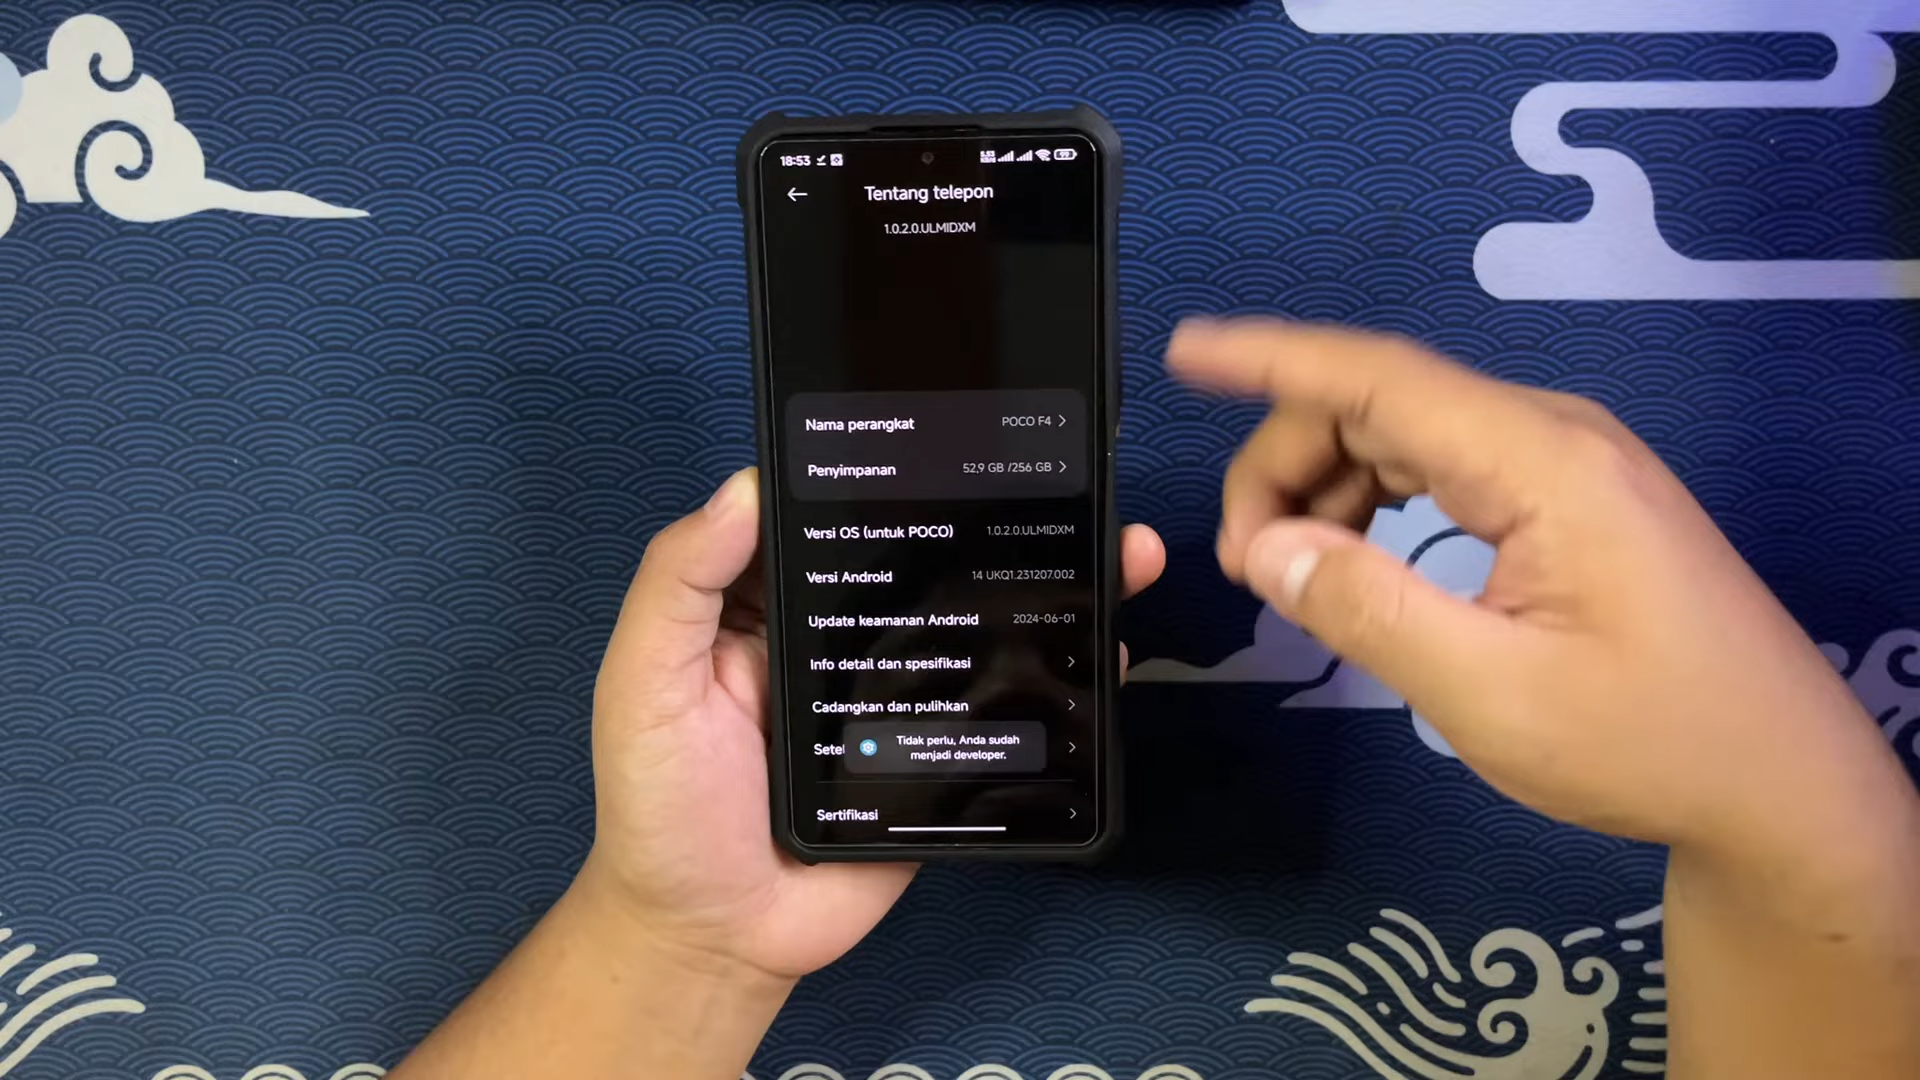 18:53
Tentang telepon
1.0.2.0.ULMIDXM
Nama perangkat POCO F4
Penyimpanan 52,9 GB /256 GB
Versi OS (untuk POCO) 1.0.2.0.ULMIDXM
Versi Android 14 UKQ1.231207.002
Update keamanan Android 2024-06-01
Info detail dan spesifikasi
Cadangkan dan pulihkan
Setel
Tidak perlu, Anda sudah
menjadi developer.
Sertifikasi